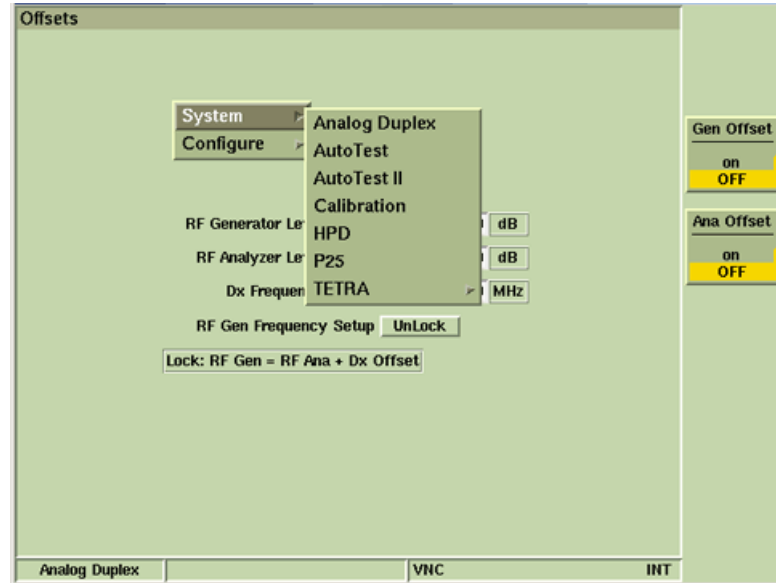 Offsets
System
Configure
Analog Duplex
AutoTest
AutoTest II
Calibration
HPD
P25
TETRA
RF Generator Le
dB
RF Analyzer Le
dB
Dx Frequen
MHz
RF Gen Frequency Setup UnLock
Lock: RF Gen = RF Ana + Dx Offset
Gen Offset
on
OFF
Ana Offset
on
OFF
Analog Duplex VNC INT